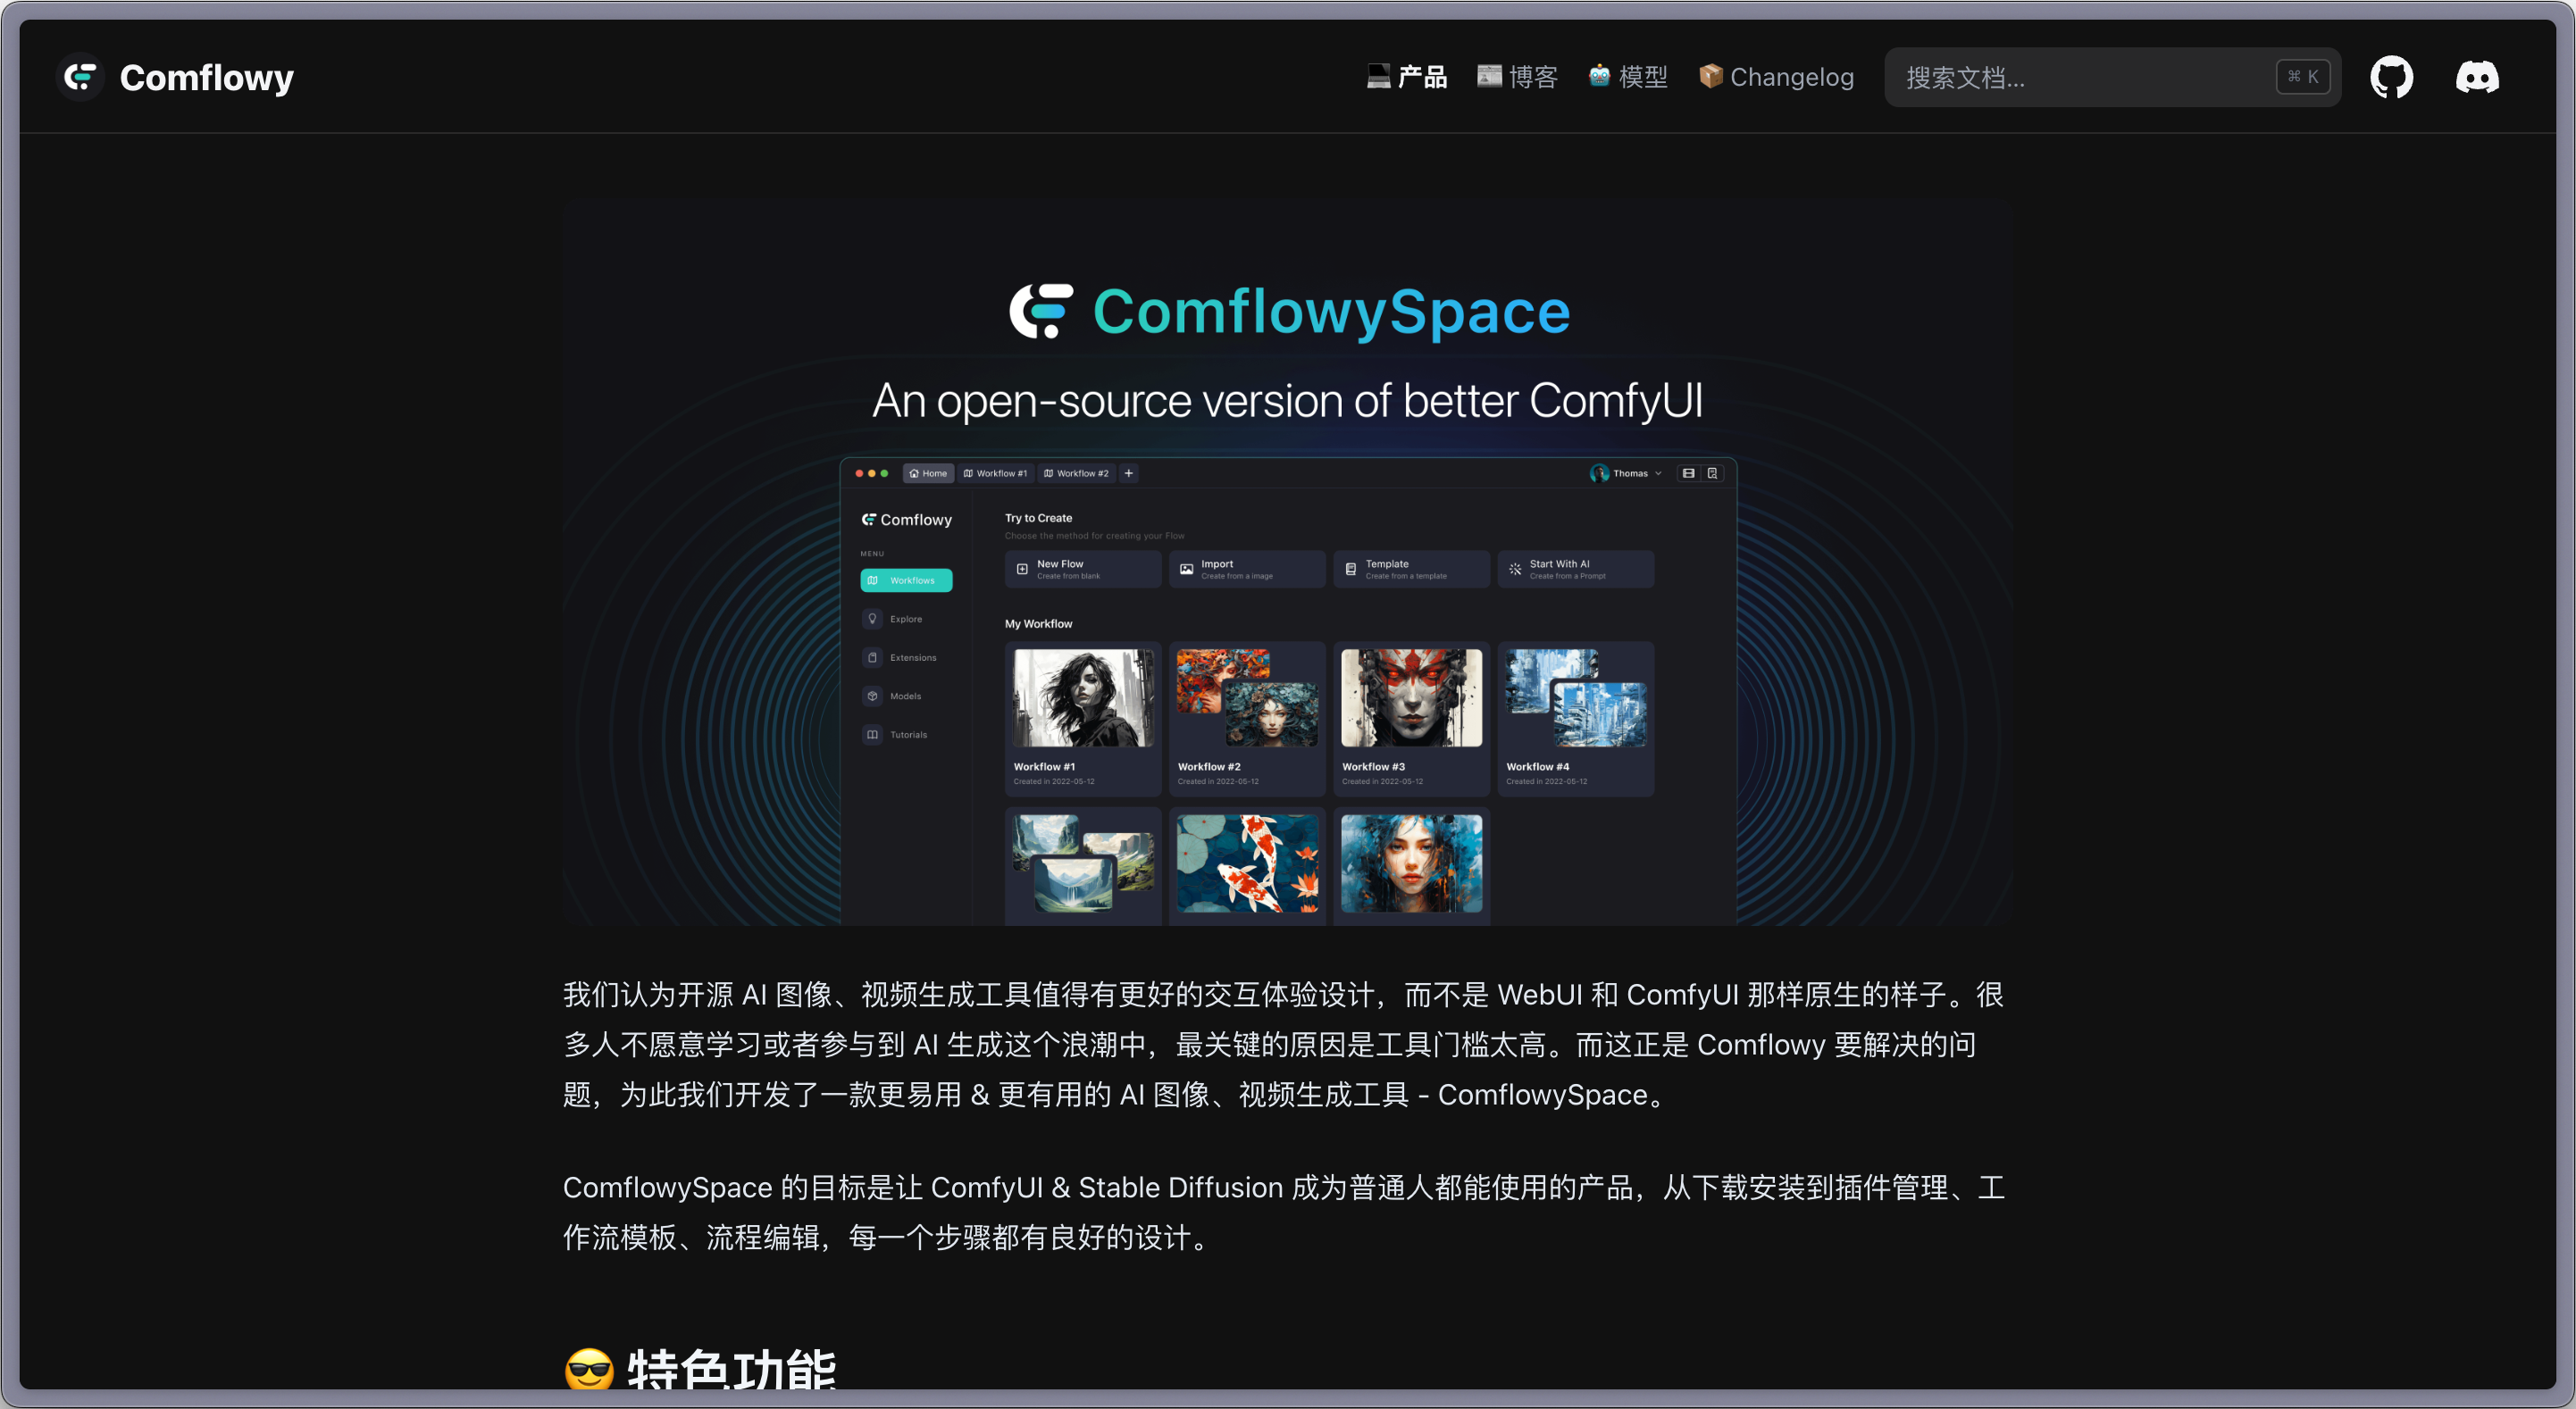 Comflowy
💻 产品
📰 博客
🤖 模型
📦 Changelog
搜索文档...
⌘ K
ComflowySpace
An open-source version of better ComfyUI
Home
Workflow #1
Workflow #2
+
Thomas
Comflowy
MENU
Workflows
Explore
Extensions
Models
Tutorials
Try to Create
Choose the method for creating your Flow
New Flow
Create from blank
Import
Create from a image
Template
Create from a template
Start With AI
Create from a Prompt
My Workflow
Workflow #1
Created in 2022-05-12
Workflow #2
Created in 2022-05-12
Workflow #3
Created in 2022-05-12
Workflow #4
Created in 2022-05-12
我们认为开源 AI 图像、视频生成工具值得有更好的交互体验设计，而不是 WebUI 和 ComfyUI 那样原生的样子。很
多人不愿意学习或者参与到 AI 生成这个浪潮中，最关键的原因是工具门槛太高。而这正是 Comflowy 要解决的问
题，为此我们开发了一款更易用 & 更有用的 AI 图像、视频生成工具 - ComflowySpace。
ComflowySpace 的目标是让 ComfyUI & Stable Diffusion 成为普通人都能使用的产品，从下载安装到插件管理、工
作流模板、流程编辑，每一个步骤都有良好的设计。
😎 特色功能